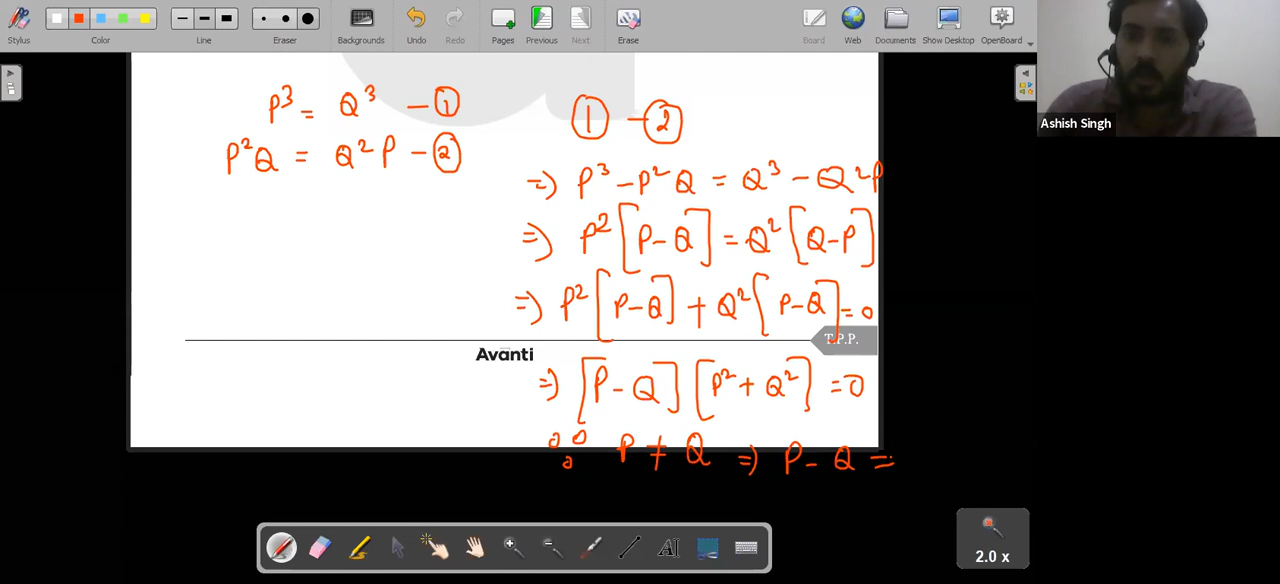 Stylus
Color
Line
Eraser
Backgrounds
Undo
Redo
Pages
Previous
Next
Erase
Board
Web
Documents
Show Desktop
OpenBoard
Ashish Singh
P³ = Q³ – ①
P²Q = Q²P – ②
① – ②
⇒ P³ – P²Q = Q³ – Q²P
⇒ P² [P – Q] = Q² [Q – P]
⇒ P² [P – Q] + Q² [P – Q] = 0
T.P.P.
Avanti
⇒ [P – Q] [P² + Q²] = 0
∵ P ≠ Q ⇒ P – Q =
AI
2.0 x